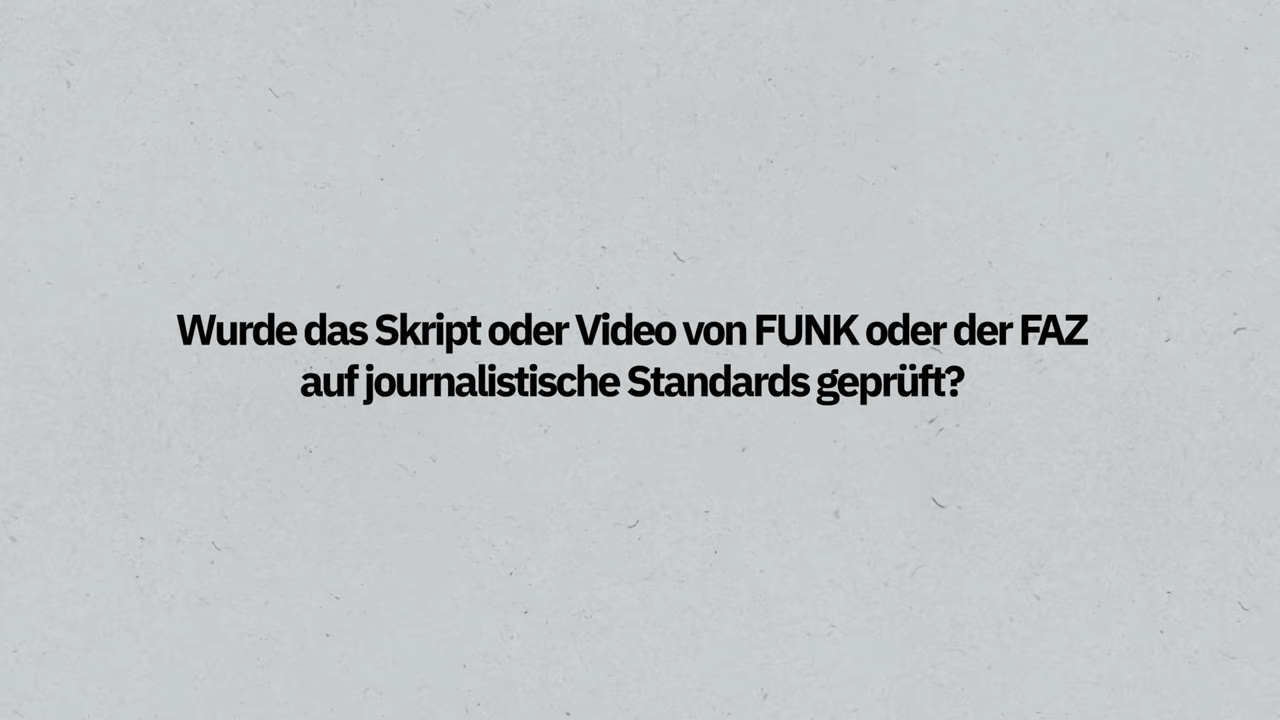 Wurde das Skript oder Video von FUNK oder der FAZ
auf journalistische Standards geprüft?